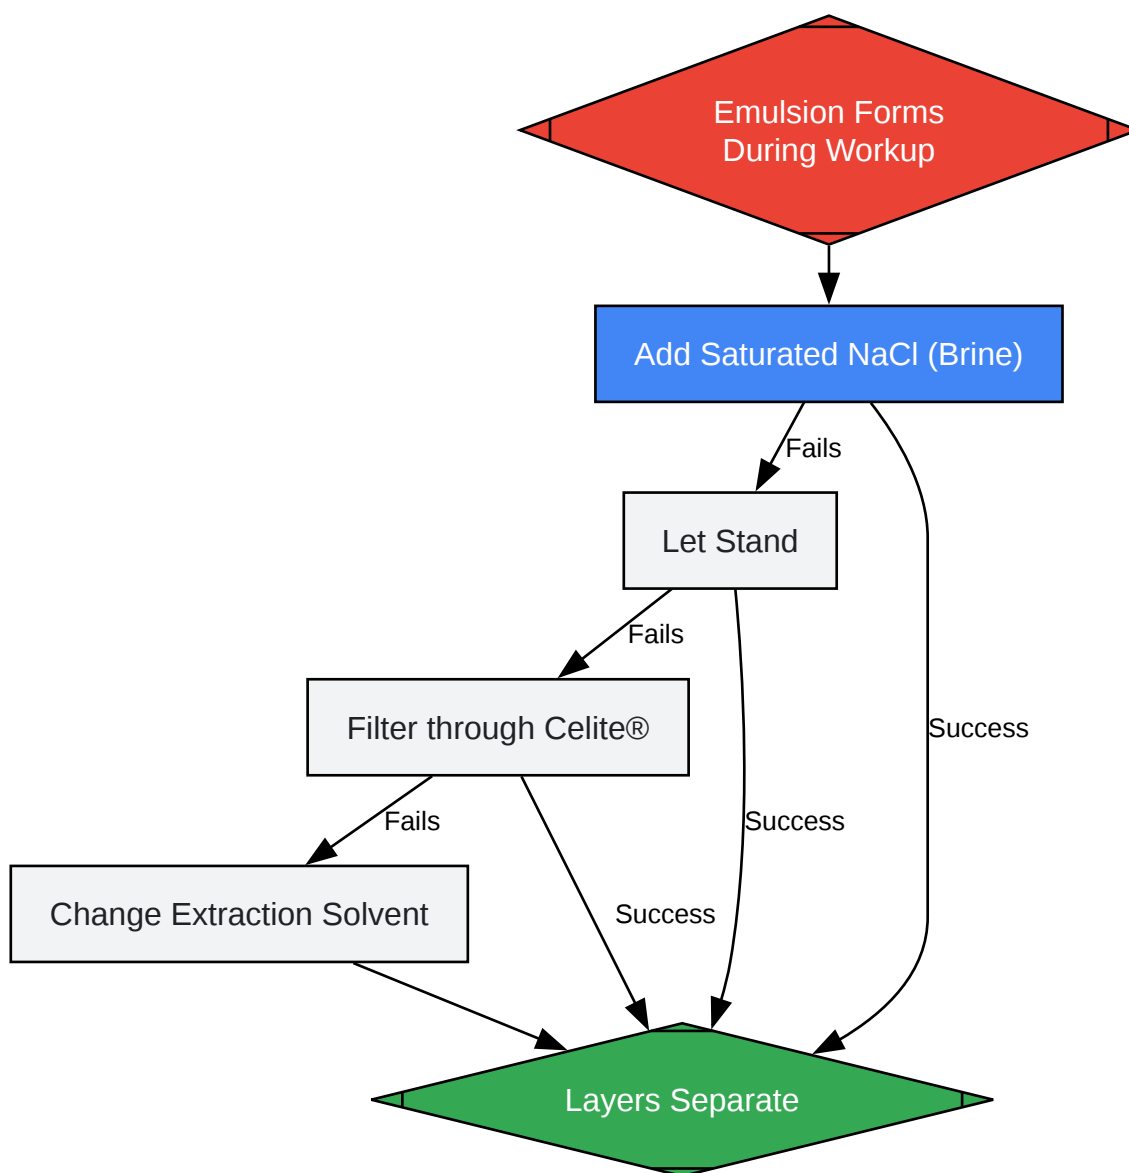 Emulsion Forms
During Workup
Add Saturated NaCl (Brine)
Fails
Let Stand
Fails
Filter through Celite®
Success
Fails
Success
Change Extraction Solvent
Success
Layers Separate